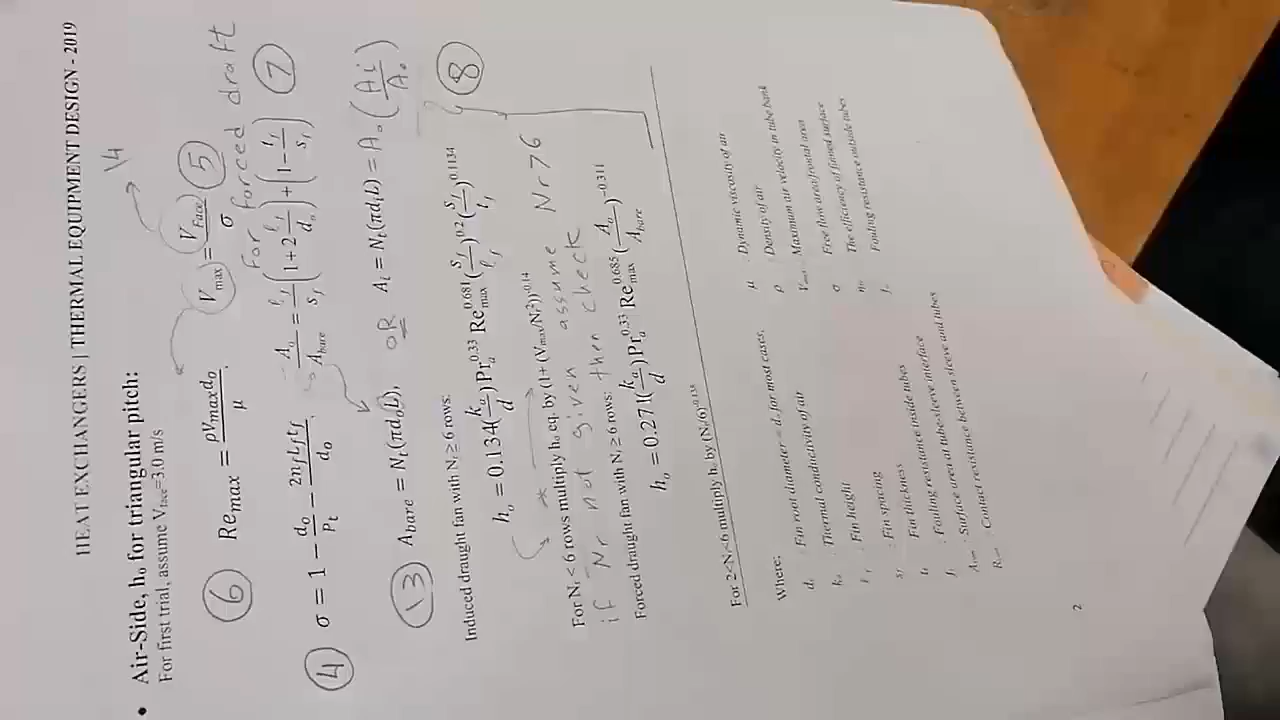 HEAT EXCHANGERS | THERMAL EQUIPMENT DESIGN - 2019
→ 14
• Air-Side, hₒ for triangular pitch:
For first trial, assume V_face=3.0 m/s
⑥ Re_max = ρV_max d_o / μ , V_max = V_face / σ ⑤
for forced draft
④ σ = 1 − d_o/P_t − 2n_f L_f t_f / d_o , A_o/A_bare = ℓ_f/s_f (1+2 ℓ_f/d_o) + (1− t_f/s_f) ⑦
⑬ A_bare = N_t(πd_oL), OR A_i = N_t(πd_iL) = A_o (Ai/A_o)
Induced draught fan with N_r ≥ 6 rows:
h_o = 0.134(k_a/d)Pr_a^0.33 Re_max^0.681 (s_f/ℓ_f)^0.2 (s_f/t_f)^0.1134 ⑧
For N_r < 6 rows multiply h_o eq. by (1+(V_max/N_r²))^-0.14
* if Nr not given assume Nr76
then check
Forced draught fan with N_r ≥ 6 rows:
h_o = 0.271(k_a/d)Pr_a^0.33 Re_max^0.685 (A_o/A_bare)^-0.311
For 2<N_r<6 multiply h_o by (N_r/6)^0.138
Where:
d_r : Fin root diameter = d_o for most cases,
k_a : Thermal conductivity of air
ℓ_f : Fin height
s_f : Fin spacing
t_f : Fin thickness
: Fouling resistance inside tubes
: Fouling resistance at tube-sleeve interface
: Surface area at tube between sleeve and tubes
: Contact resistance
μ : Dynamic viscosity of air
ρ : Density of air
V_max : Maximum air velocity in tube bank
σ : Free flow area/frontal area
: The efficiency of finned surface
: Fouling resistance outside tubes
2